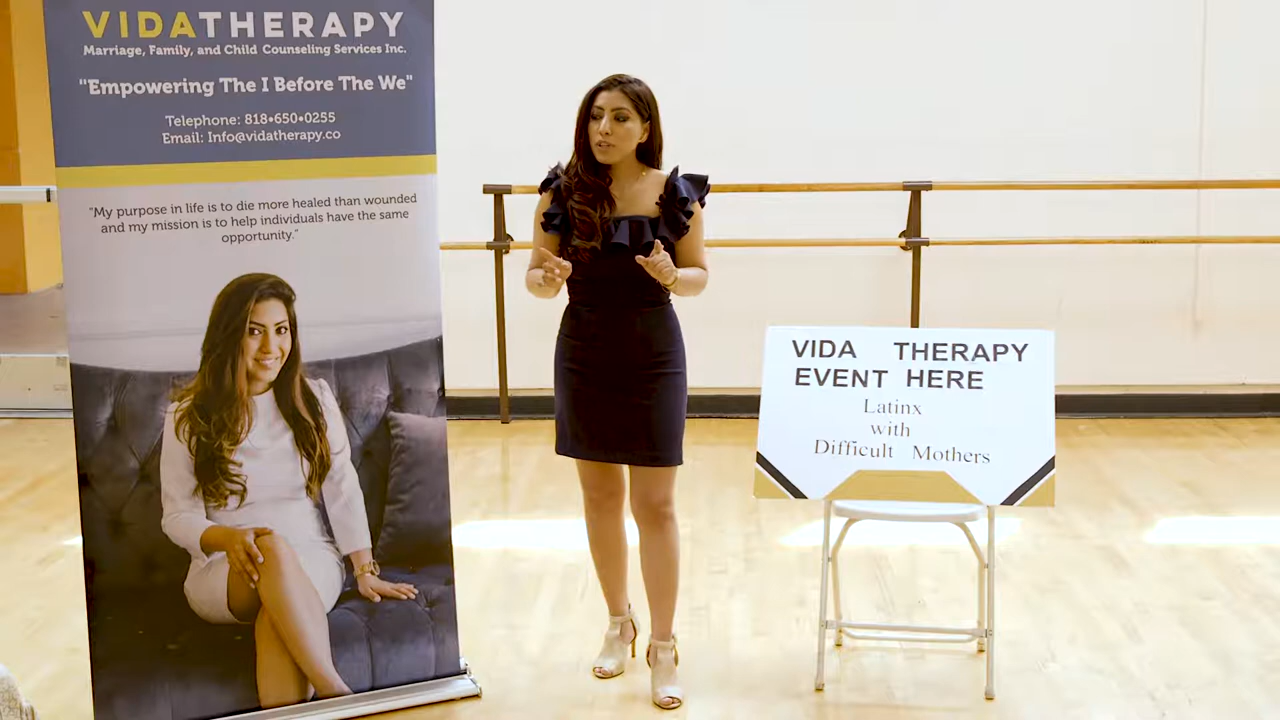 VIDATHERAPY
Marriage, Family, and Child Counseling Services Inc.
"Empowering The I Before The We"
Telephone: 818•650•0255
Email: Info@vidatherapy.co
"My purpose in life is to die more healed than wounded
and my mission is to help individuals have the same
opportunity."
VIDA THERAPY
EVENT HERE
Latinx
with
Difficult Mothers